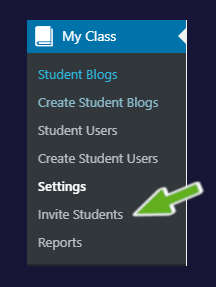 My Class
Student Blogs
Create Student Blogs
Student Users
Create Student Users
Settings
Invite Students
Reports